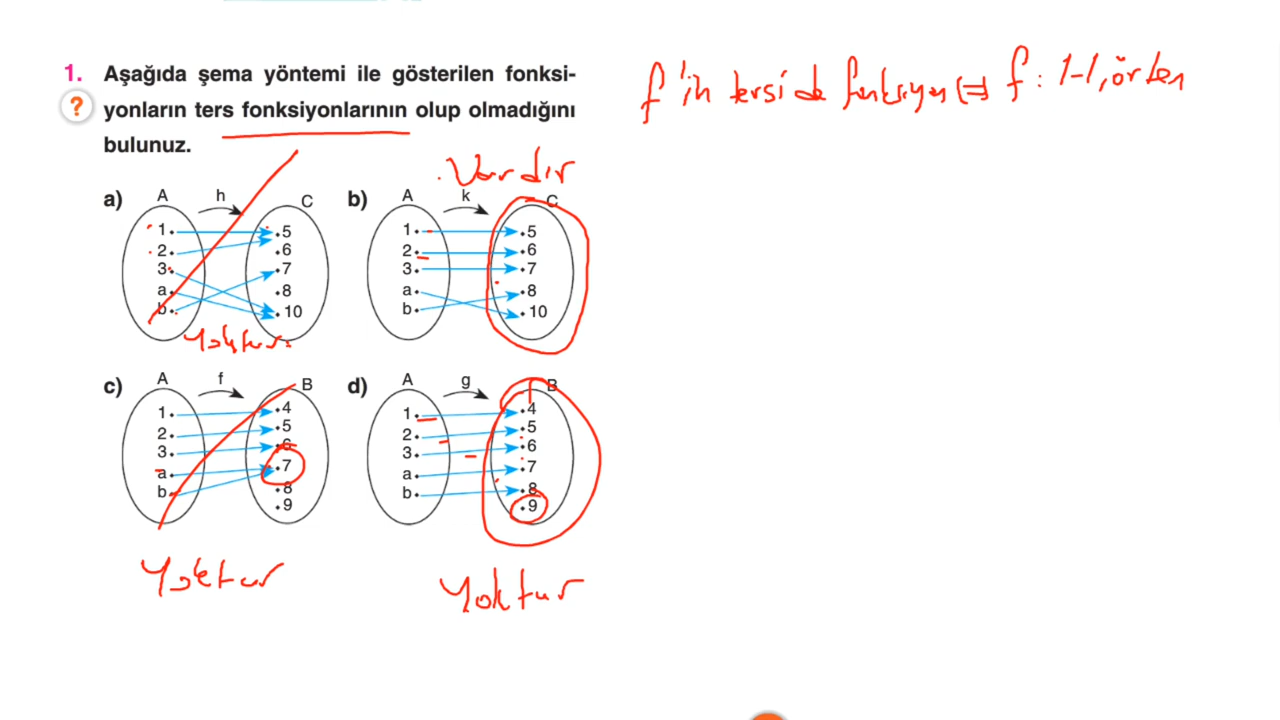 1. Aşağıda şema yöntemi ile gösterilen fonksi-
? yonların ters fonksiyonlarının olup olmadığını
bulunuz.
f'in tersi de fonksiyon ⇔ f : 1-1, örten
Vardır
a) A h C
1 5
2 6
3 7
a 8
b 10
Yoktur.
b) A k C
1 5
2 6
3 7
a 8
b 10
c) A f B
1 4
2 5
3 6
a 7
b 8
9
Yoktur
d) A g B
1 4
2 5
3 6
a 7
b 8
9
Yoktur